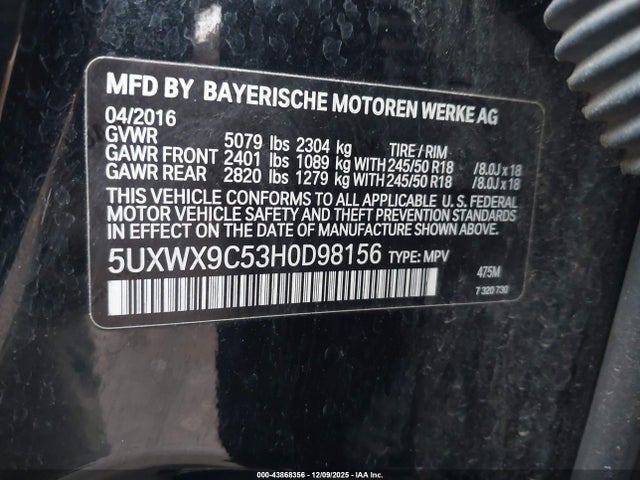 MFD BY BAYERISCHE MOTOREN WERKE AG
04/2016
GVWR 5079 lbs 2304 kg TIRE / RIM
GAWR FRONT 2401 lbs 1089 kg WITH 245/50 R18 / 8.0J x 18
GAWR REAR 2820 lbs 1279 kg WITH 245/50 R18 / 8.0J x 18
THIS VEHICLE CONFORMS TO ALL APPLICABLE U. S. FEDERAL
MOTOR VEHICLE SAFETY AND THEFT PREVENTION STANDARDS
IN EFFECT ON THE DATE OF MANUFACTURE SHOWN ABOVE.
5UXWX9C53H0D98156 TYPE: MPV
475M
7 320 730
000-43868356 | 12/09/2025 | IAA Inc.